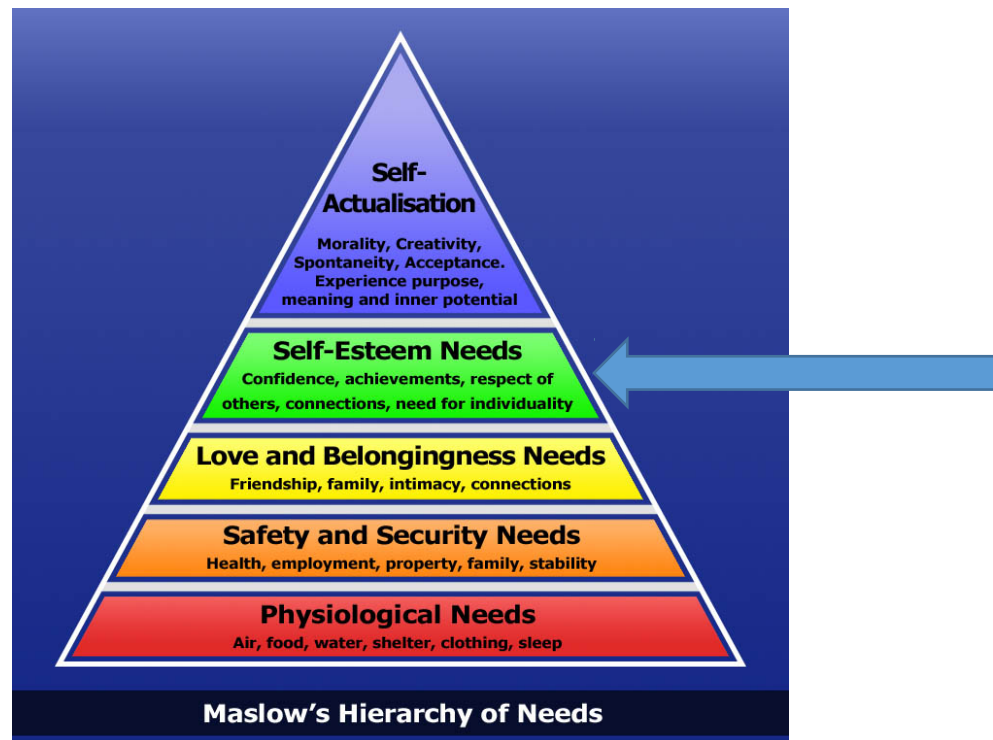 Self-
Actualisation
Morality, Creativity,
Spontaneity, Acceptance.
Experience purpose,
meaning and inner potential
Self-Esteem Needs
Confidence, achievements, respect of
others, connections, need for individuality
Love and Belongingness Needs
Friendship, family, intimacy, connections
Safety and Security Needs
Health, employment, property, family, stability
Physiological Needs
Air, food, water, shelter, clothing, sleep
Maslow's Hierarchy of Needs